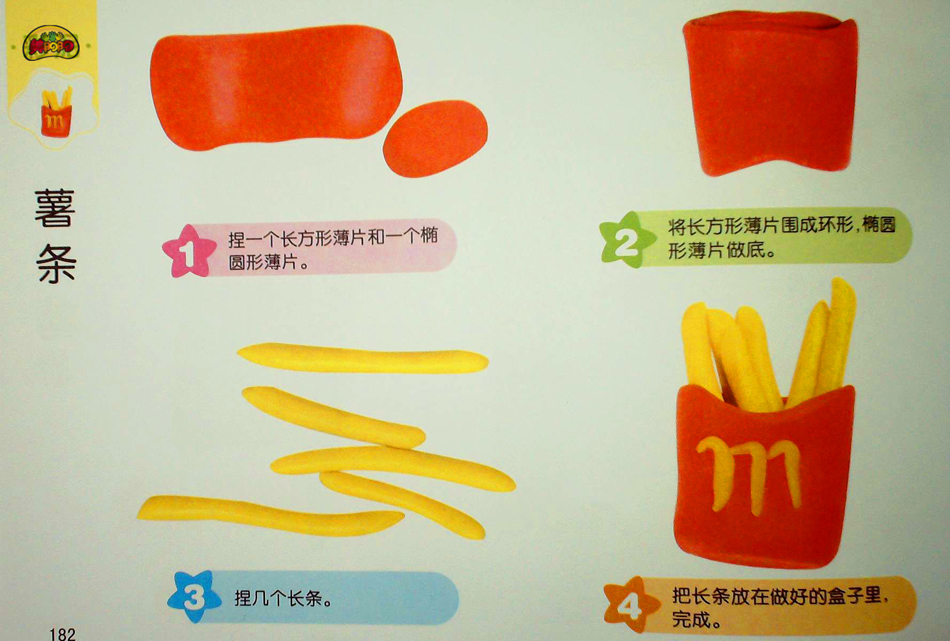 薯条
1
捏一个长方形薄片和一个椭
圆形薄片。
2
将长方形薄片围成环形，椭圆
形薄片做底。
3
捏几个长条。
m
4
把长条放在做好的盒子里，
完成。
182